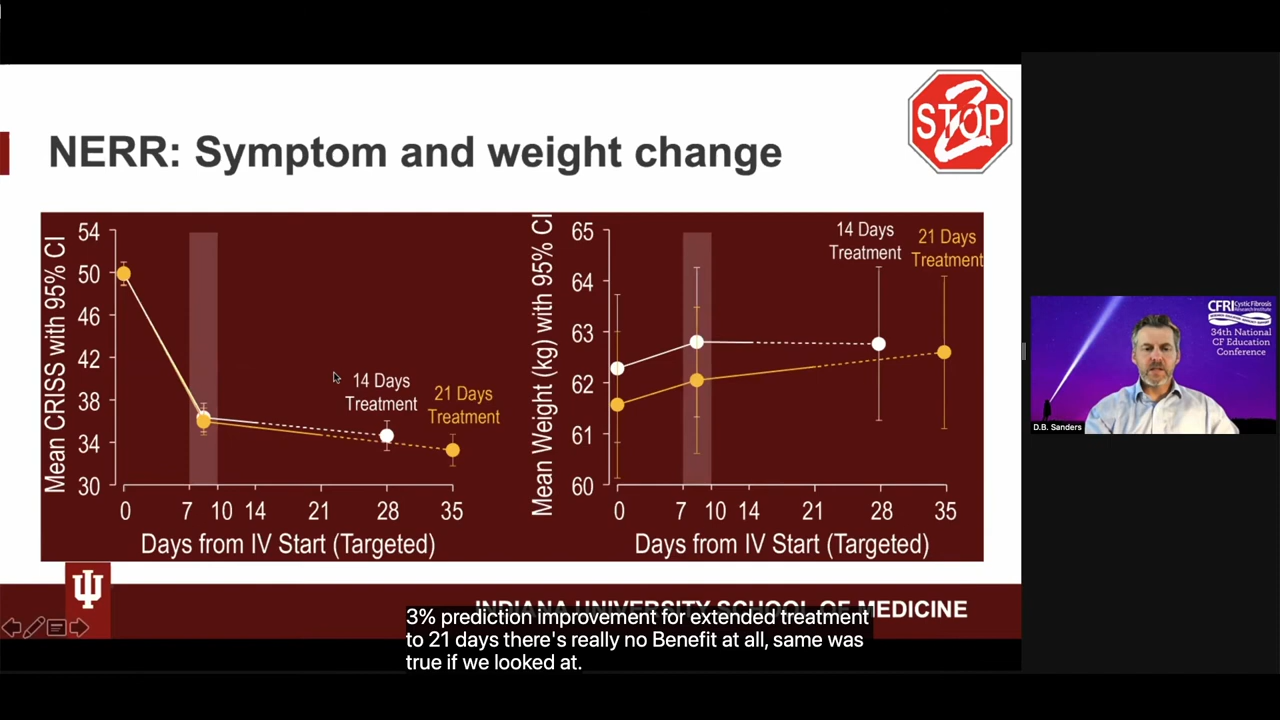 NERR: Symptom and weight change
STOP
2
Mean CRISS with 95% CI
54
50
46
42
38
34
30
14 Days
Treatment
21 Days
Treatment
0 7 10 14 21 28 35
Days from IV Start (Targeted)
Mean Weight (kg) with 95% CI
65
64
63
62
61
60
14 Days
Treatment
21 Days
Treatment
0 7 10 14 21 28 35
Days from IV Start (Targeted)
INDIANA UNIVERSITY SCHOOL OF MEDICINE
3% prediction improvement for extended treatment
to 21 days there's really no Benefit at all, same was
true if we looked at.
CFRI Cystic Fibrosis
Research Institute
34th National
CF Education
Conference
D.B. Sanders